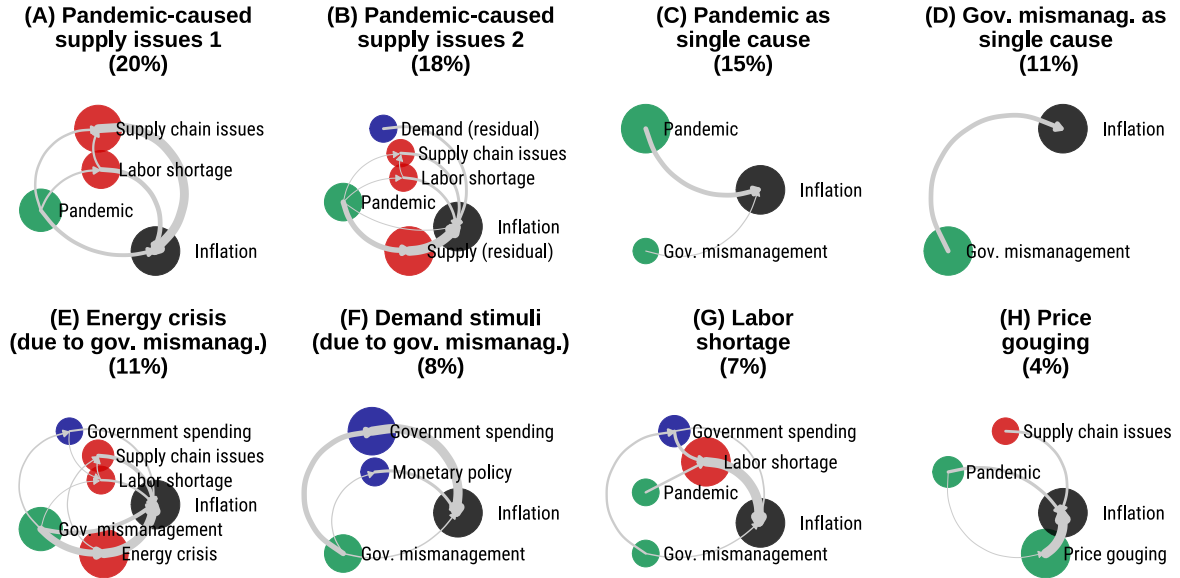 (A) Pandemic-caused
supply issues 1
(20%)
Supply chain issues
Labor shortage
Pandemic
Inflation
(B) Pandemic-caused
supply issues 2
(18%)
Demand (residual)
Supply chain issues
Labor shortage
Pandemic
Inflation
Supply (residual)
(C) Pandemic as
single cause
(15%)
Pandemic
Inflation
Gov. mismanagement
(D) Gov. mismanag. as
single cause
(11%)
Inflation
Gov. mismanagement
(E) Energy crisis
(due to gov. mismanag.)
(11%)
Government spending
Supply chain issues
Labor shortage
Inflation
Gov. mismanagement
Energy crisis
(F) Demand stimuli
(due to gov. mismanag.)
(8%)
Government spending
Monetary policy
Inflation
Gov. mismanagement
(G) Labor
shortage
(7%)
Government spending
Labor shortage
Pandemic
Inflation
Gov. mismanagement
(H) Price
gouging
(4%)
Supply chain issues
Pandemic
Inflation
Price gouging